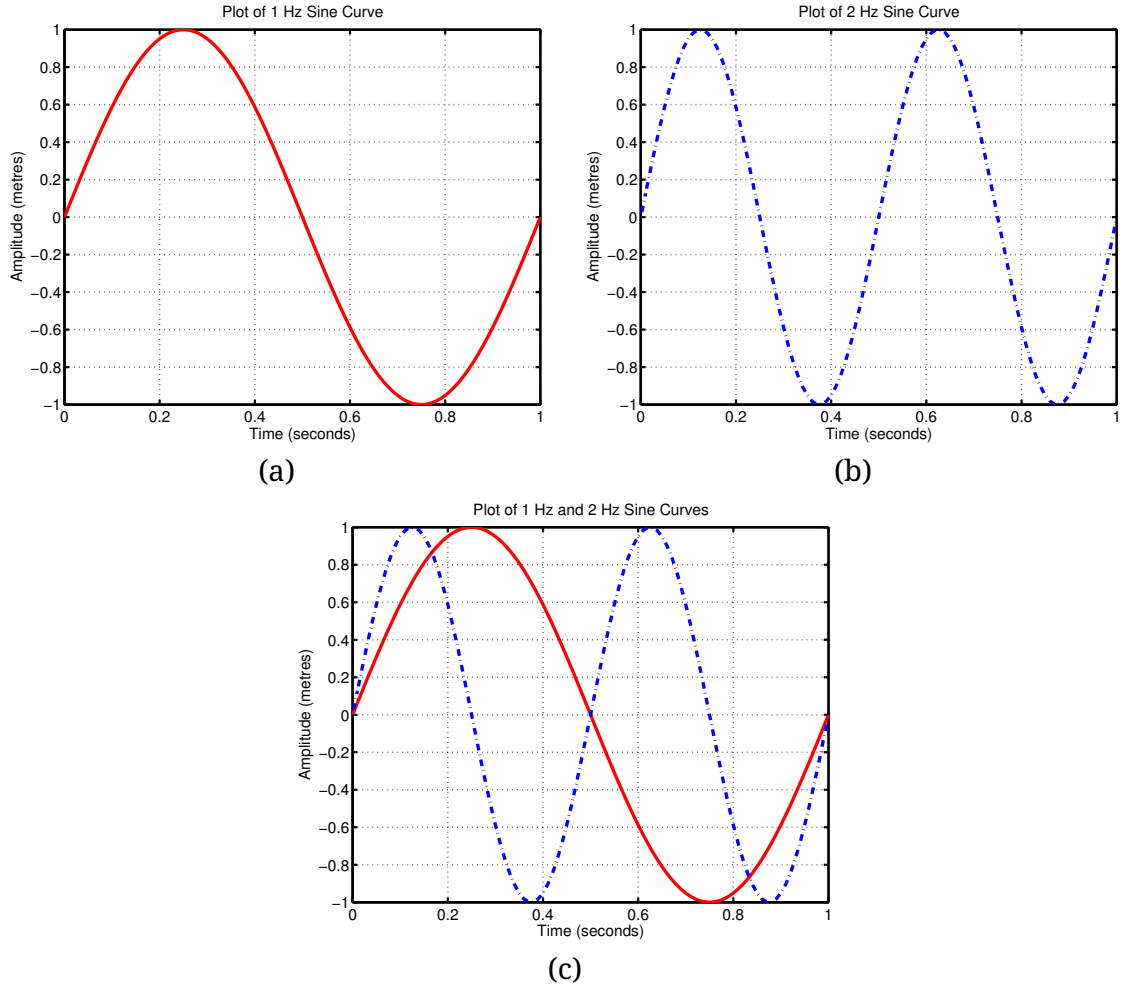 Plot of 1 Hz Sine Curve
Amplitude (metres)
1
0.8
0.6
0.4
0.2
0
−0.2
−0.4
−0.6
−0.8
−1
0 0.2 0.4 0.6 0.8 1
Time (seconds)
(a)
Plot of 2 Hz Sine Curve
Amplitude (metres)
1
0.8
0.6
0.4
0.2
0
−0.2
−0.4
−0.6
−0.8
−1
0 0.2 0.4 0.6 0.8 1
Time (seconds)
(b)
Plot of 1 Hz and 2 Hz Sine Curves
Amplitude (metres)
1
0.8
0.6
0.4
0.2
0
−0.2
−0.4
−0.6
−0.8
−1
0 0.2 0.4 0.6 0.8 1
Time (seconds)
(c)